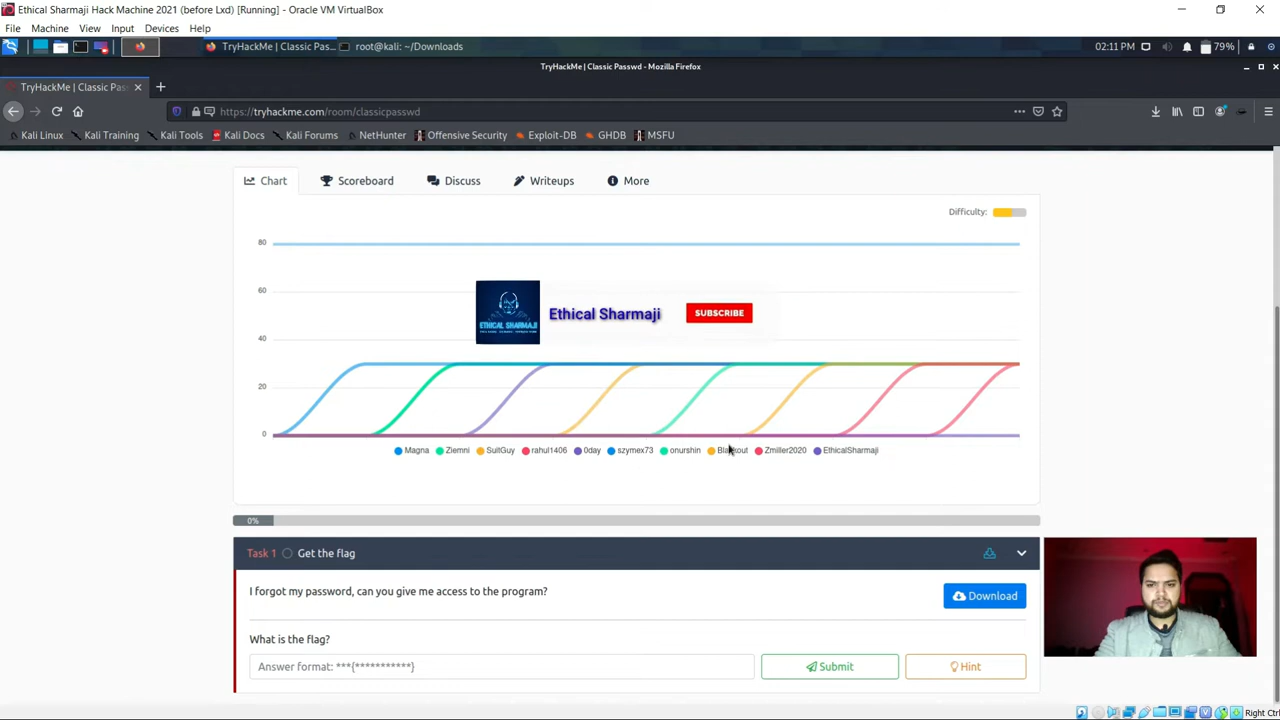 Ethical Sharmaji Hack Machine 2021 (before Lxd) [Running] - Oracle VM VirtualBox
File Machine View Input Devices Help
TryHackMe | Classic Pas... root@kali: ~/Downloads 02:11 PM 79%
TryHackMe | Classic Passwd - Mozilla Firefox
TryHackMe | Classic Pas
https://tryhackme.com/room/classicpasswd
Kali Linux Kali Training Kali Tools Kali Docs Kali Forums NetHunter Offensive Security Exploit-DB GHDB MSFU
Chart Scoreboard Discuss Writeups More
Difficulty:
80
60
ETHICAL SHARMAJI Ethical Sharmaji SUBSCRIBE
40
20
0
Magna Ziemni SuitGuy rahul1406 0day szymex73 onurshin Zmiller2020 EthicalSharmaji
0%
Task 1 Get the flag
I forgot my password, can you give me access to the program? Download
What is the flag?
Answer format: ***{***********} Submit Hint
Right Ctrl